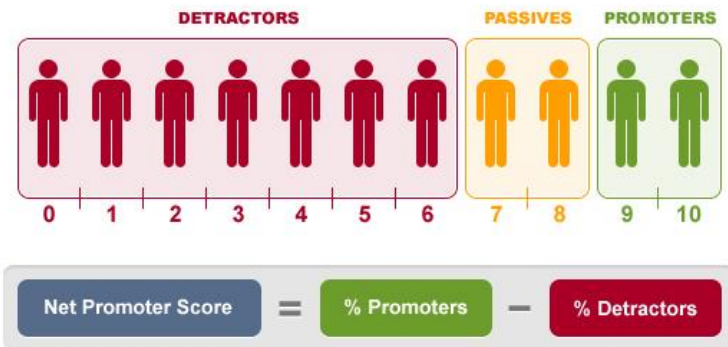 DETRACTORS PASSIVES PROMOTERS
0 1 2 3 4 5 6 7 8 9 10
Net Promoter Score = % Promoters − % Detractors